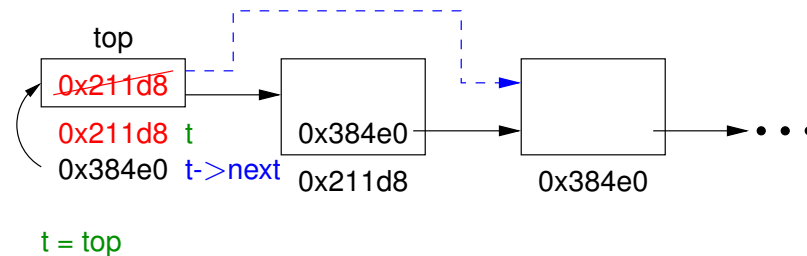 top
0x211d8
0x211d8 t
0x384e0
0x384e0 t->next
0x211d8
0x384e0
t = top